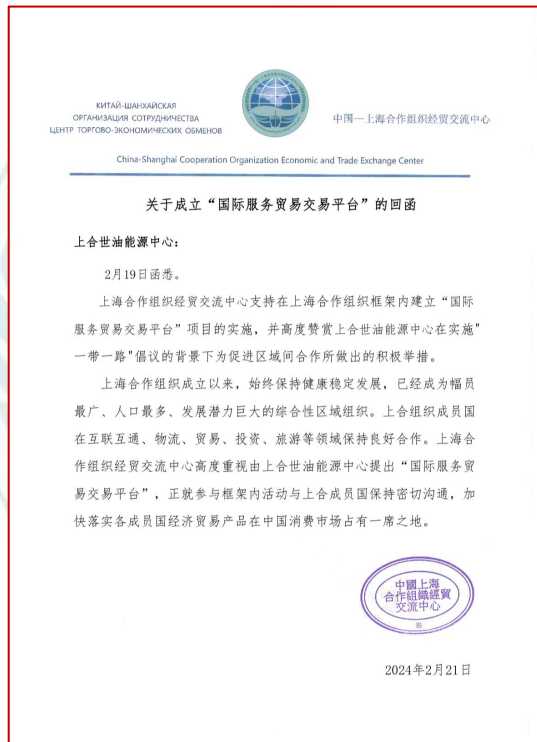 КИТАЙ-ШАНХАЙСКАЯ
ОРГАНИЗАЦИЯ СОТРУДНИЧЕСТВА
ЦЕНТР ТОРГОВО-ЭКОНОМИЧЕСКИХ ОБМЕНОВ
中国—上海合作组织经贸交流中心
China-Shanghai Cooperation Organization Economic and Trade Exchange Center
关于成立“国际服务贸易交易平台”的回函
上合世油能源中心：
2月19日函悉。
上海合作组织经贸交流中心支持在上海合作组织框架内建立“国际
服务贸易交易平台”项目的实施，并高度赞赏上合世油能源中心在实施"
一带一路"倡议的背景下为促进区域间合作所做出的积极举措。
上海合作组织成立以来，始终保持健康稳定发展，已经成为幅员
最广、人口最多、发展潜力巨大的综合性区域组织。上合组织成员国
在互联互通、物流、贸易、投资、旅游等领域保持良好合作。上海合
作组织经贸交流中心高度重视由上合世油能源中心提出“国际服务贸
易交易平台”，正就参与框架内活动与上合成员国保持密切沟通，加
快落实各成员国经济贸易产品在中国消费市场占有一席之地。
中國上海
合作組織經貿
交流中心
※
2024年2月21日